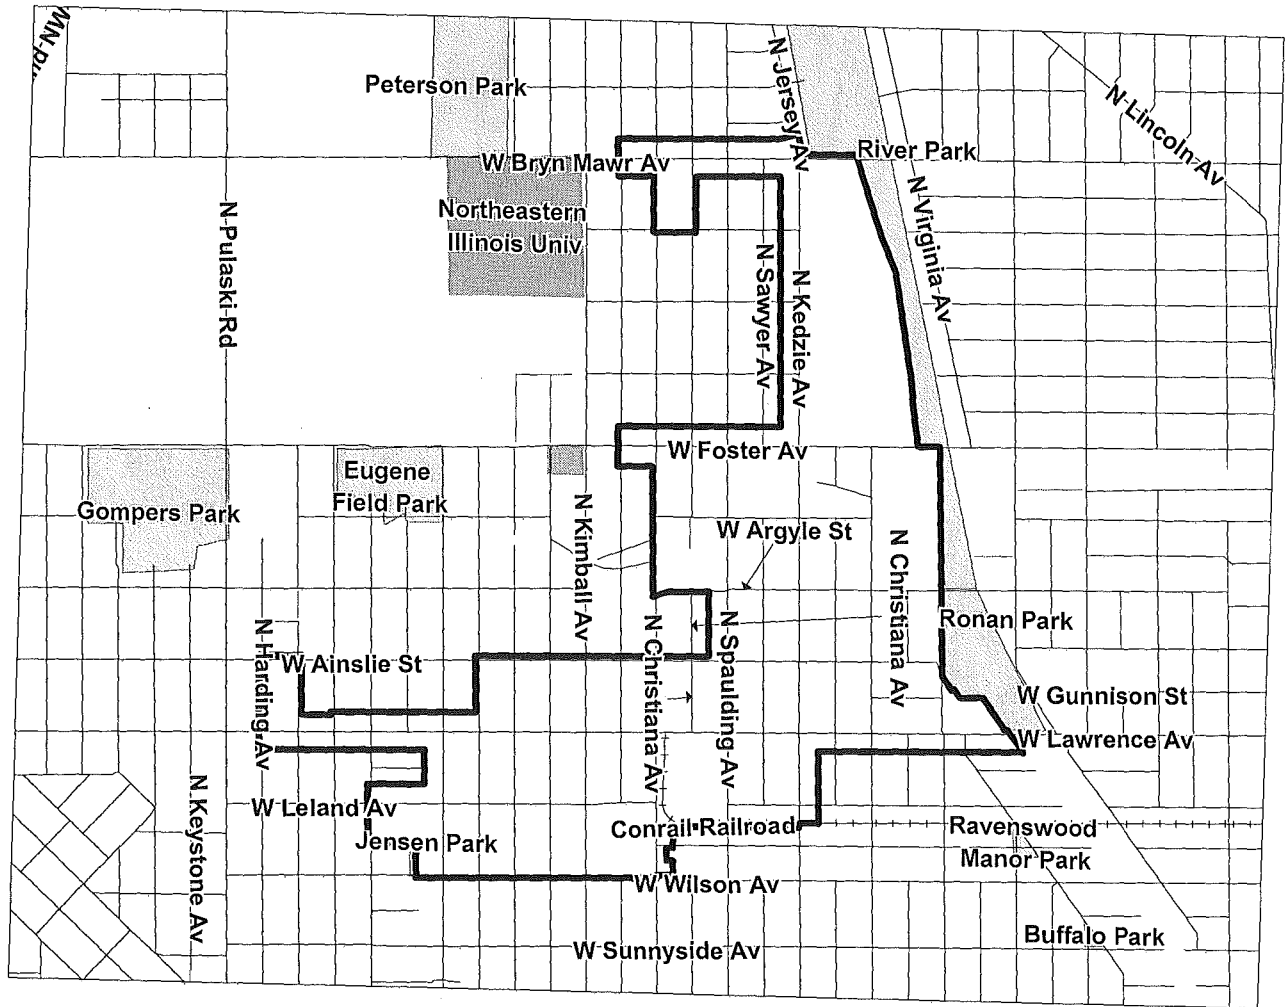 Peterson Park
N Jersey Av
N Lincoln Av
W Bryn Mawr Av
River Park
Northeastern
Illinois Univ
N Virginia Av
N Pulaski Rd
N Sawyer Av
N Kedzie Av
W Foster Av
Eugene
Field Park
Gompers Park
N Kimball Av
W Argyle St
N Christiana Av
Ronan Park
N Harding Av
W Ainslie St
N Christiana Av
N Spaulding Av
W Gunnison St
W Lawrence Av
N Keystone Av
W Leland Av
Jensen Park
Conrail Railroad
Ravenswood
Manor Park
W Wilson Av
W Sunnyside Av
Buffalo Park